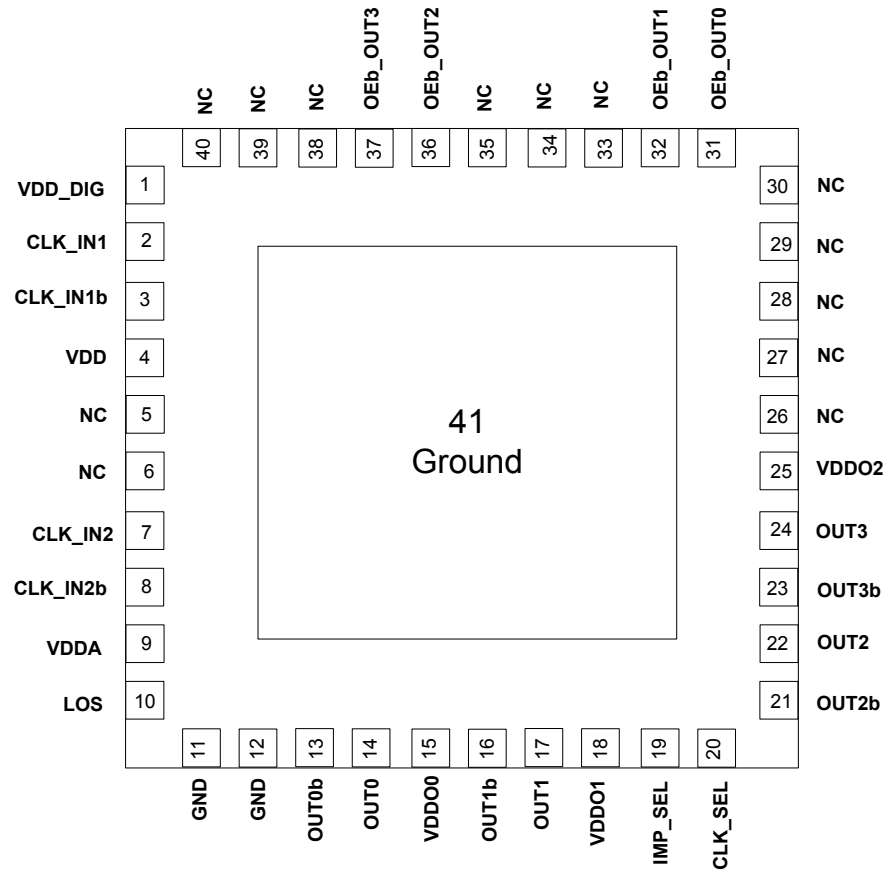 NC
NC
NC
OEb_OUT3
OEb_OUT2
NC
NC
NC
OEb_OUT1
OEb_OUT0
40
39
38
37
36
35
34
33
32
31
VDD_DIG 1
CLK_IN1 2
CLK_IN1b 3
VDD 4
NC 5
NC 6
CLK_IN2 7
CLK_IN2b 8
VDDA 9
LOS 10
41
Ground
30 NC
29 NC
28 NC
27 NC
26 NC
25 VDDO2
24 OUT3
23 OUT3b
22 OUT2
21 OUT2b
11
12
13
14
15
16
17
18
19
20
GND
GND
OUT0b
OUT0
VDDO0
OUT1b
OUT1
VDDO1
IMP_SEL
CLK_SEL